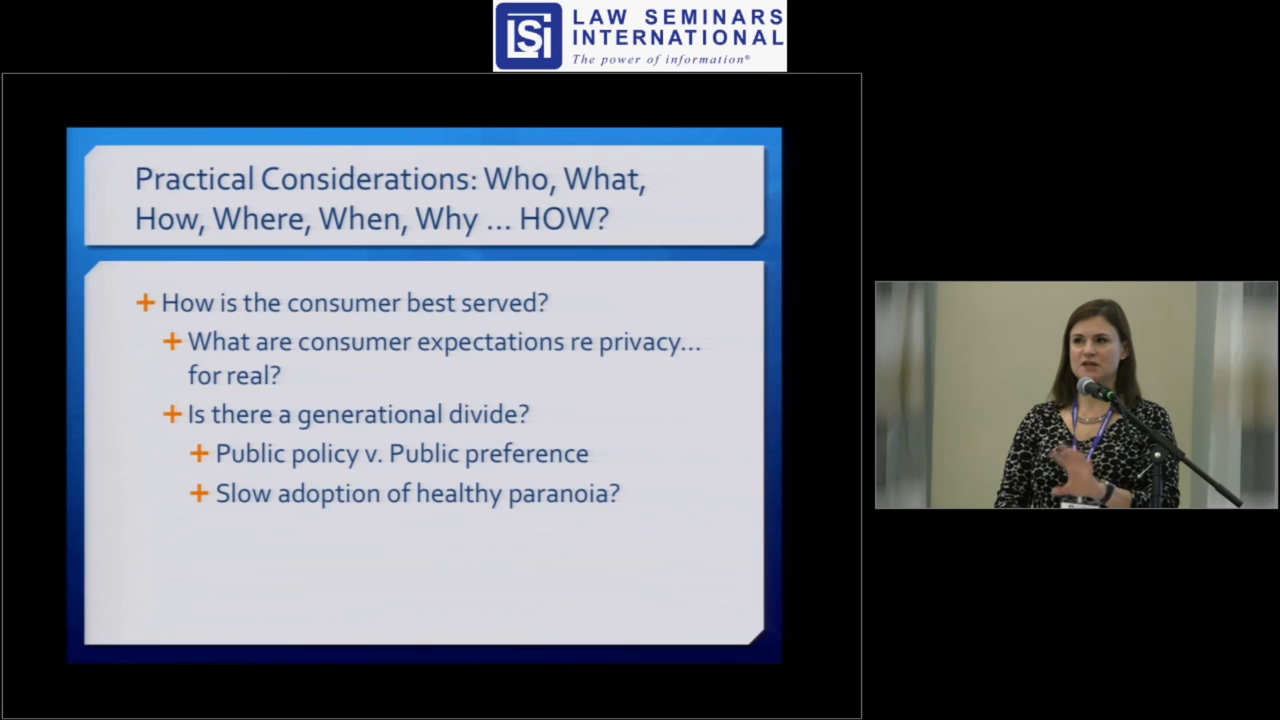 LSi
LAW SEMINARS
INTERNATIONAL
The power of information®
Practical Considerations: Who, What,
How, Where, When, Why ... HOW?
How is the consumer best served?
What are consumer expectations re privacy...
for real?
Is there a generational divide?
Public policy v. Public preference
Slow adoption of healthy paranoia?